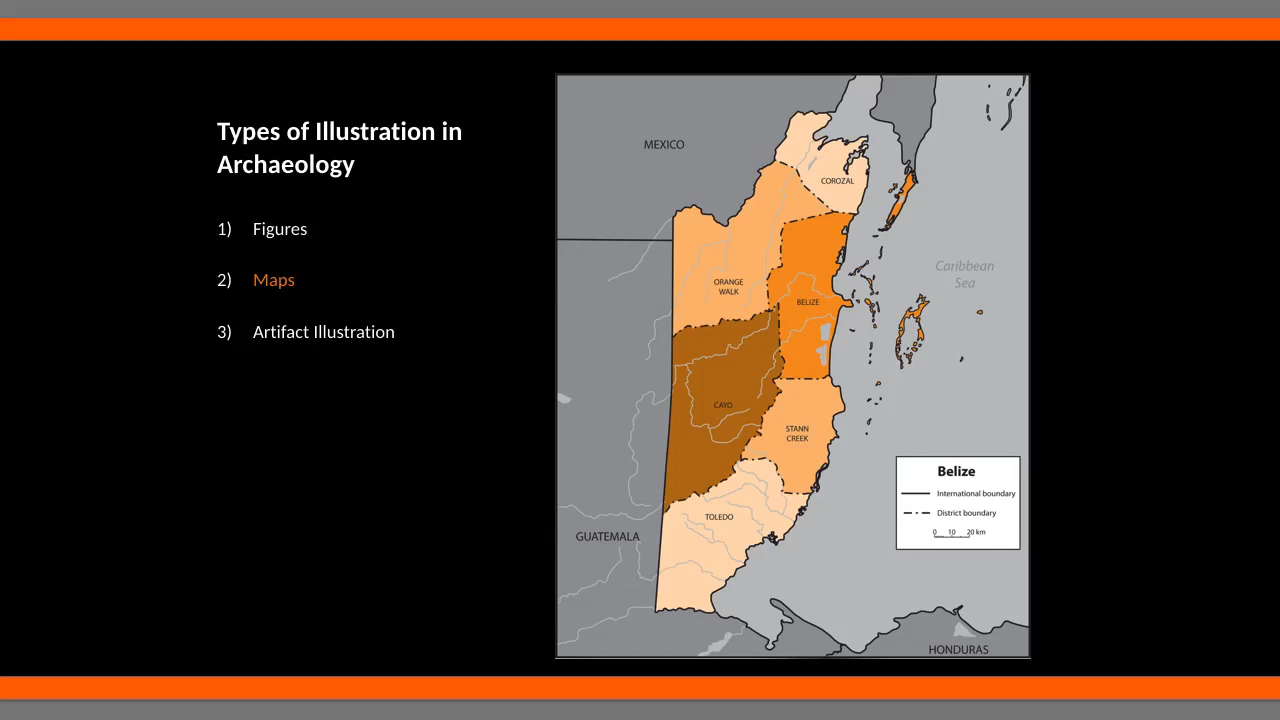 Types of Illustration in
Archaeology
1) Figures
2) Maps
3) Artifact Illustration
MEXICO
COROZAL
Caribbean
Sea
ORANGE
WALK
BELIZE
CAYO
STANN
CREEK
Belize
International boundary
District boundary
0 10 20 km
TOLEDO
GUATEMALA
HONDURAS